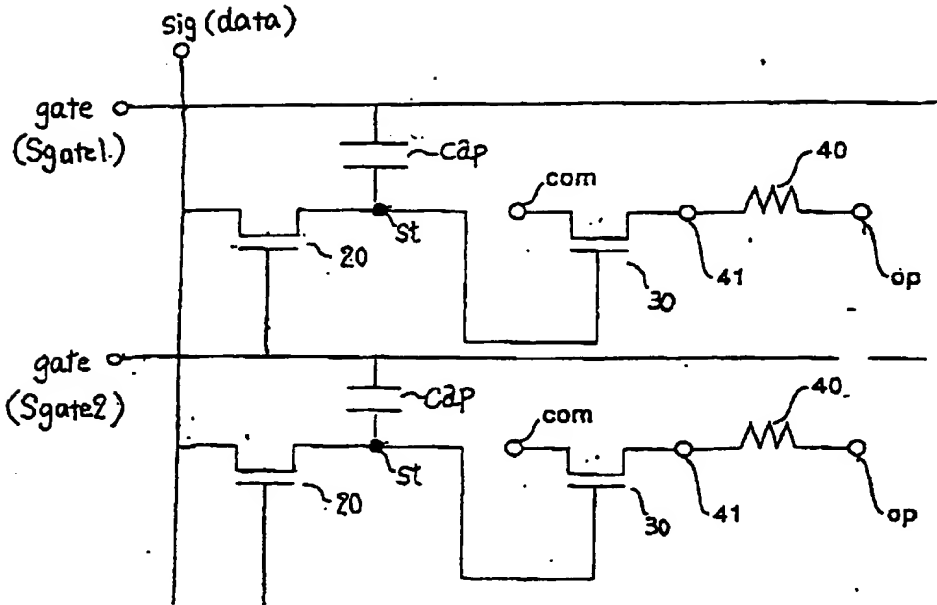 sig (data)
gate
(Sgate1.)
cap
com
40
st
20
30
41
op
gate
(Sgate2)
cap
com
40
st
20
30
41
op